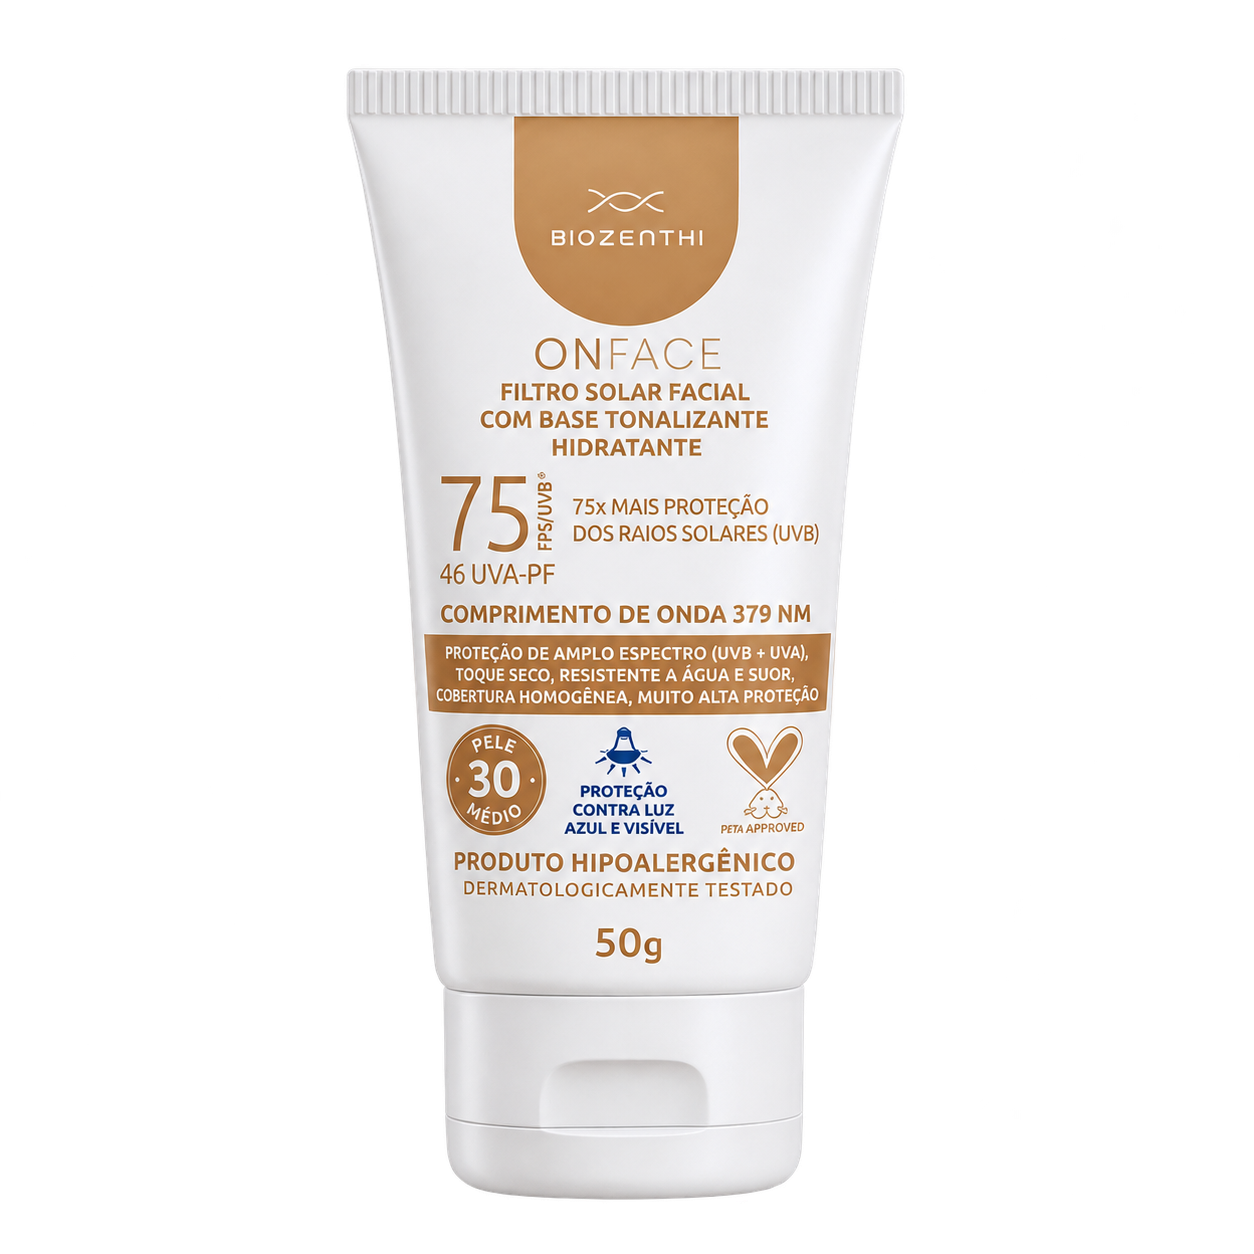 BIOZENTHI
ONFACE
FILTRO SOLAR FACIAL
COM BASE TONALIZANTE
HIDRATANTE
75 FPS/UVB*
75x MAIS PROTEÇÃO
DOS RAIOS SOLARES (UVB)
46 UVA-PF
COMPRIMENTO DE ONDA 379 NM
PROTEÇÃO DE AMPLO ESPECTRO (UVB + UVA),
TOQUE SECO, RESISTENTE A ÁGUA E SUOR,
COBERTURA HOMOGÊNEA, MUITO ALTA PROTEÇÃO
PELE
30
MÉDIO
PROTEÇÃO
CONTRA LUZ
AZUL E VISÍVEL
PETA APPROVED
PRODUTO HIPOALERGÊNICO
DERMATOLOGICAMENTE TESTADO
50g